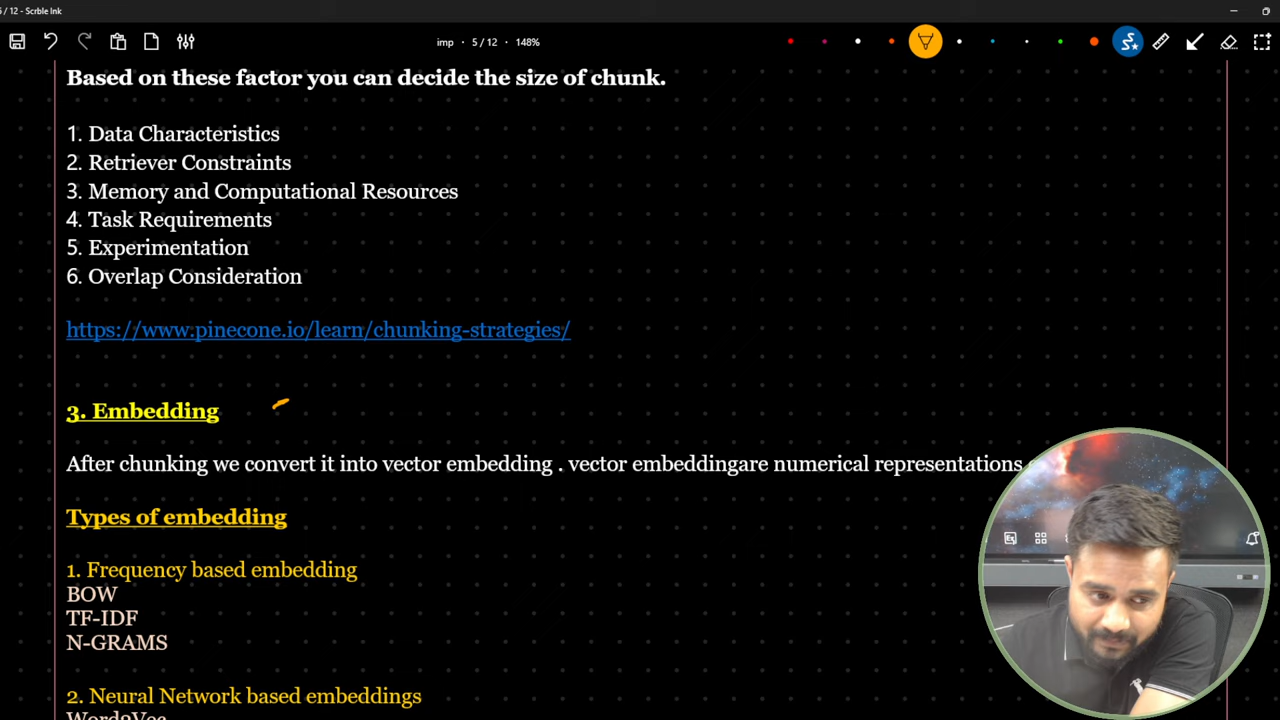 5 / 12 - Scrble Ink
imp · 5 / 12 · 148%
Based on these factor you can decide the size of chunk.
1. Data Characteristics
2. Retriever Constraints
3. Memory and Computational Resources
4. Task Requirements
5. Experimentation
6. Overlap Consideration
https://www.pinecone.io/learn/chunking-strategies/
3. Embedding
After chunking we convert it into vector embedding . vector embeddingare numerical representations
Types of embedding
1. Frequency based embedding
BOW
TF-IDF
N-GRAMS
2. Neural Network based embeddings
Word2Vec